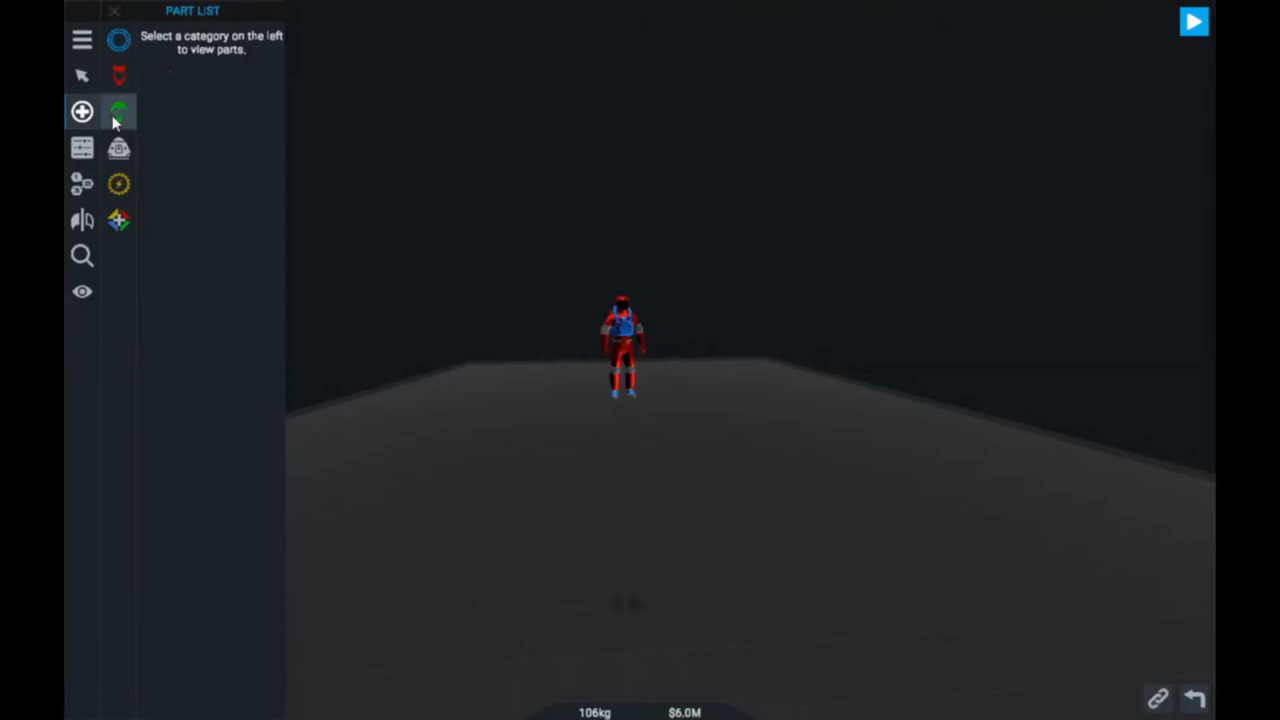 PART LIST
Select a category on the left
to view parts.
106kg
$6.0M